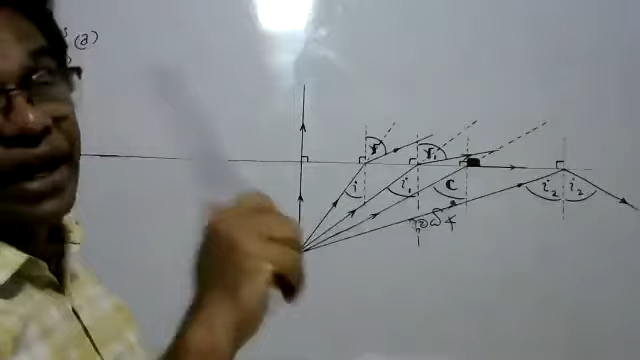 (a)
r r₁
i i₁ c i₂ i₂